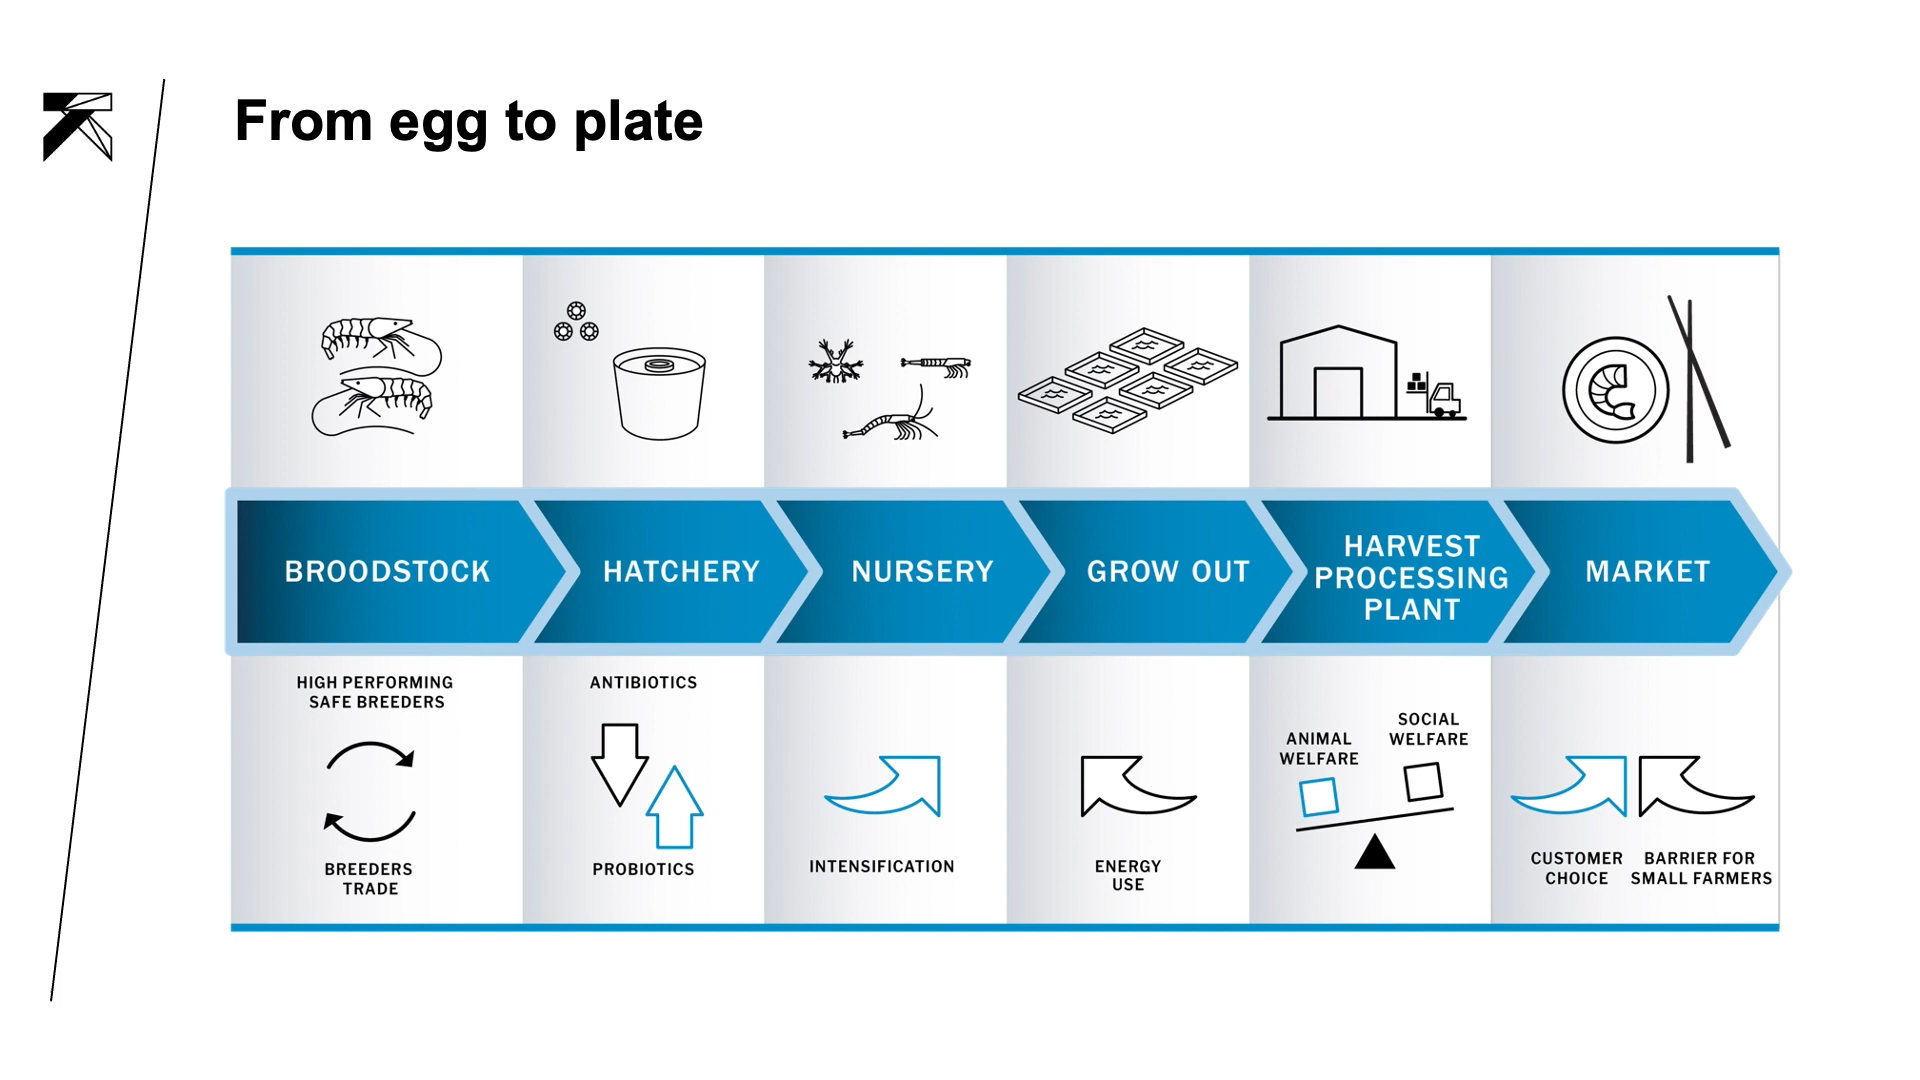 From egg to plate
BROODSTOCK
HATCHERY
NURSERY
GROW OUT
HARVEST
PROCESSING
PLANT
MARKET
HIGH PERFORMING
SAFE BREEDERS
BREEDERS
TRADE
ANTIBIOTICS
PROBIOTICS
INTENSIFICATION
ENERGY
USE
ANIMAL
WELFARE
SOCIAL
WELFARE
CUSTOMER
CHOICE
BARRIER FOR
SMALL FARMERS